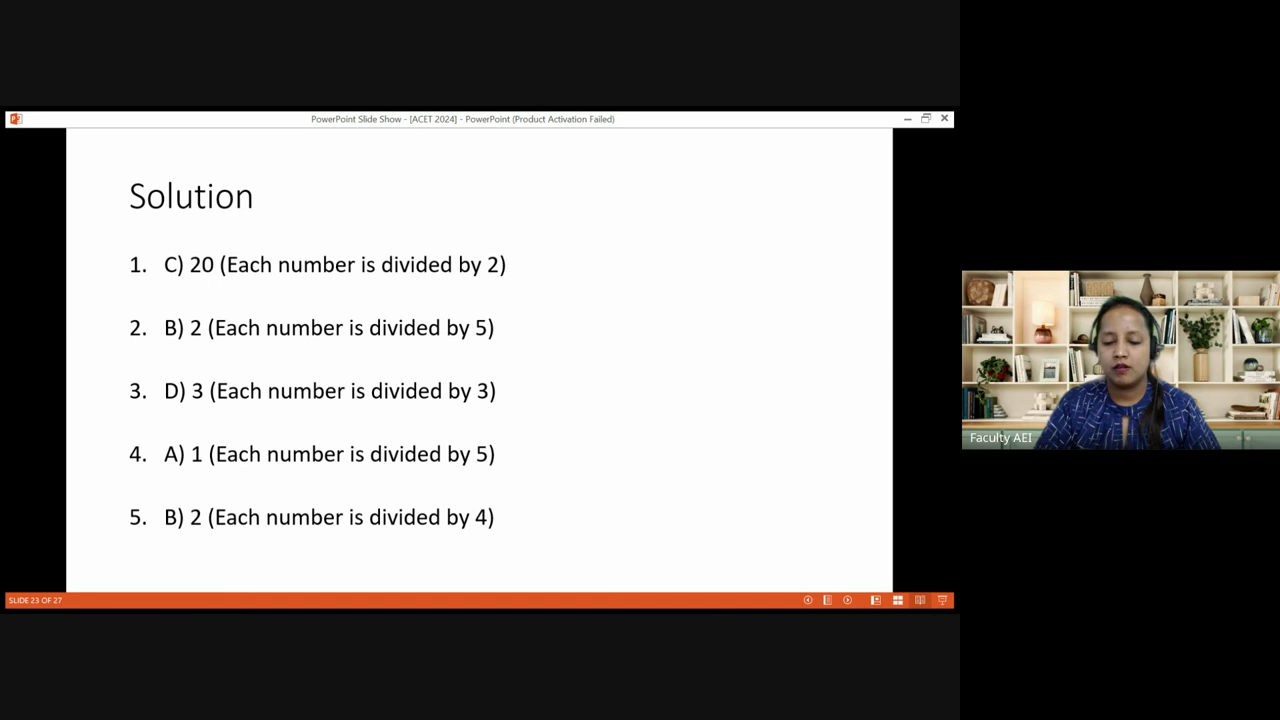 PowerPoint Slide Show - [ACET 2024] - PowerPoint (Product Activation Failed)
Solution
1. C) 20 (Each number is divided by 2)
2. B) 2 (Each number is divided by 5)
3. D) 3 (Each number is divided by 3)
4. A) 1 (Each number is divided by 5)
5. B) 2 (Each number is divided by 4)
Faculty AEI
SLIDE 23 OF 27